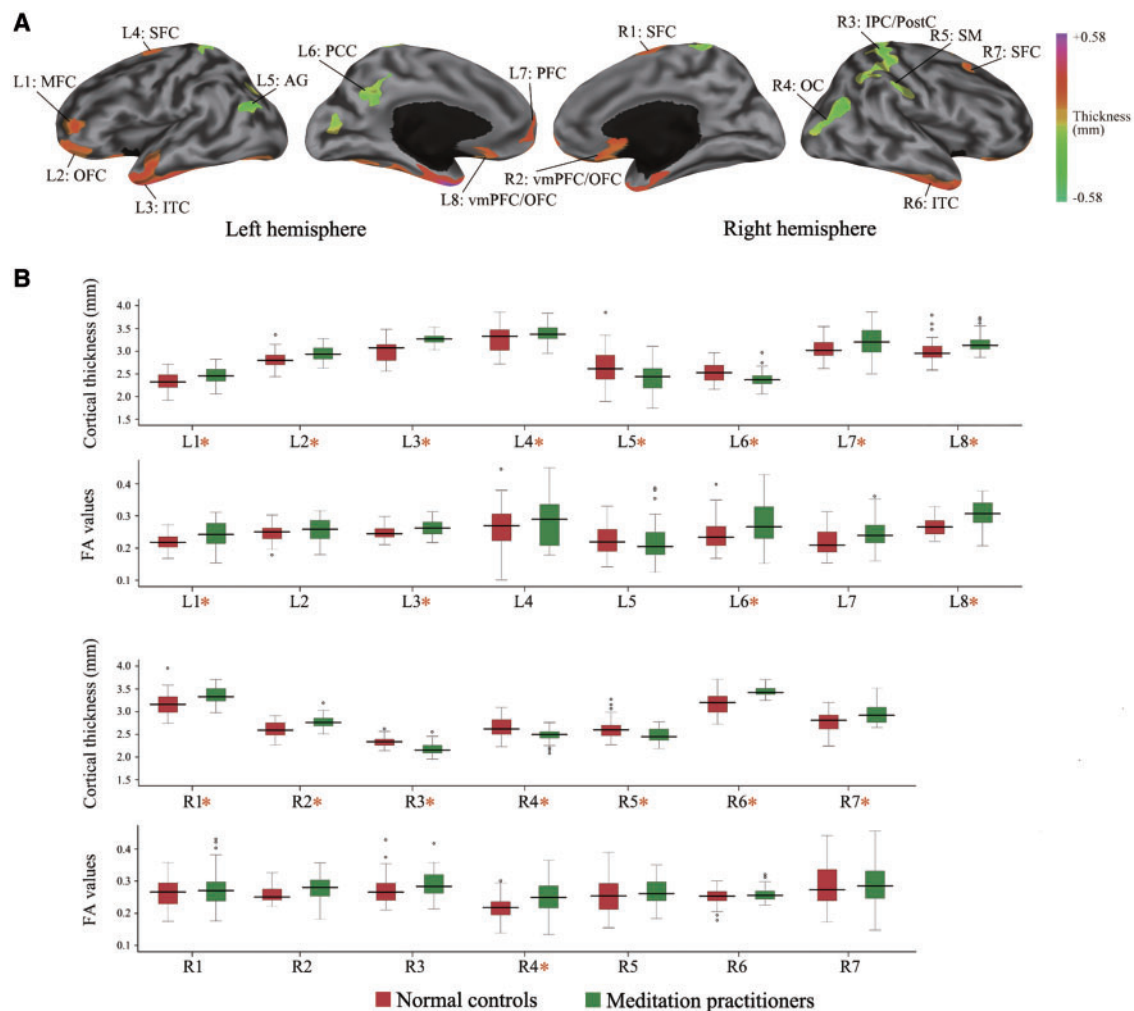 A
L4: SFC
L1: MFC
L2: OFC
L3: ITC
L5: AG
L6: PCC
L7: PFC
L8: vmPFC/OFC
R1: SFC
R2: vmPFC/OFC
R3: IPC/PostC
R5: SM
R7: SFC
R4: OC
R6: ITC
+0.58
Thickness
(mm)
-0.58
Left hemisphere
Right hemisphere
B
Cortical thickness (mm)
4.0
3.5
3.0
2.5
2.0
1.5
L1* L2* L3* L4* L5* L6* L7* L8*
FA values
0.4
0.3
0.2
0.1
L1* L2 L3* L4 L5 L6* L7 L8*
Cortical thickness (mm)
4.0
3.5
3.0
2.5
2.0
1.5
R1* R2* R3* R4* R5* R6* R7*
FA values
0.4
0.3
0.2
0.1
R1 R2 R3 R4* R5 R6 R7
Normal controls Meditation practitioners